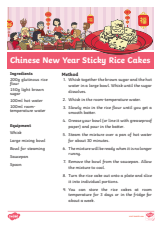 Chinese New Year Sticky Rice Cakes
Ingredients
200g glutinous rice
flour
150g light brown
sugar
100ml hot water
100ml room-
temperature water
Equipment
Whisk
Large mixing bowl
Bowl for steaming
Saucepan
Spoon
Method
1. Whisk together the brown sugar and the hot
water in a large bowl. Whisk until the sugar
dissolves.
2. Whisk in the room-temperature water.
3. Slowly mix in the rice flour until you get a
smooth batter.
4. Grease your bowl (or line it with greaseproof
paper) and pour in the batter.
5. Steam the mixture over a pan of hot water
for about 30 minutes.
6. The mixture will be ready when it is no longer
runny.
7. Remove the bowl from the saucepan. Allow
the mixture to cool.
8. Turn the rice cake out onto a plate and slice
it into individual portions.
9. You can store the rice cakes at room
temperature for 3 days or in the fridge for
about a week.